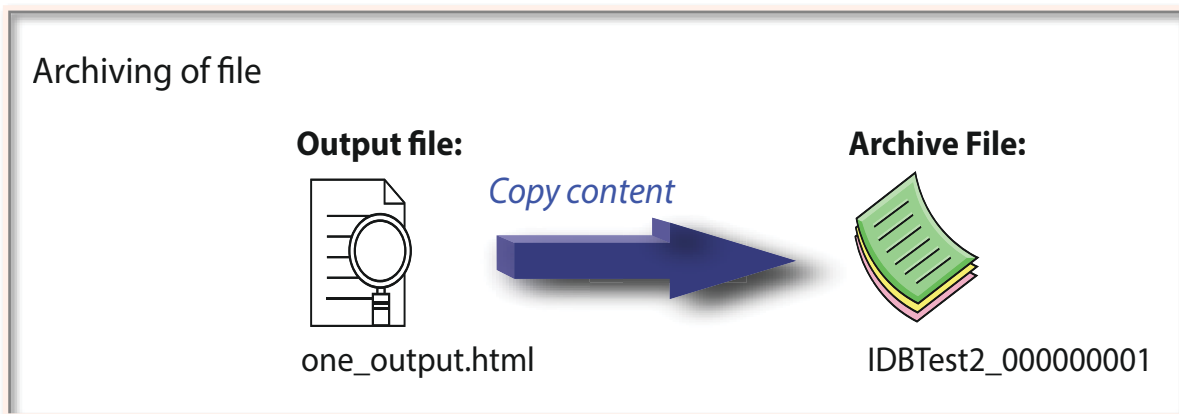 Archiving of file
Output file:
Archive File:
Copy content
one_output.html
IDBTest2_000000001